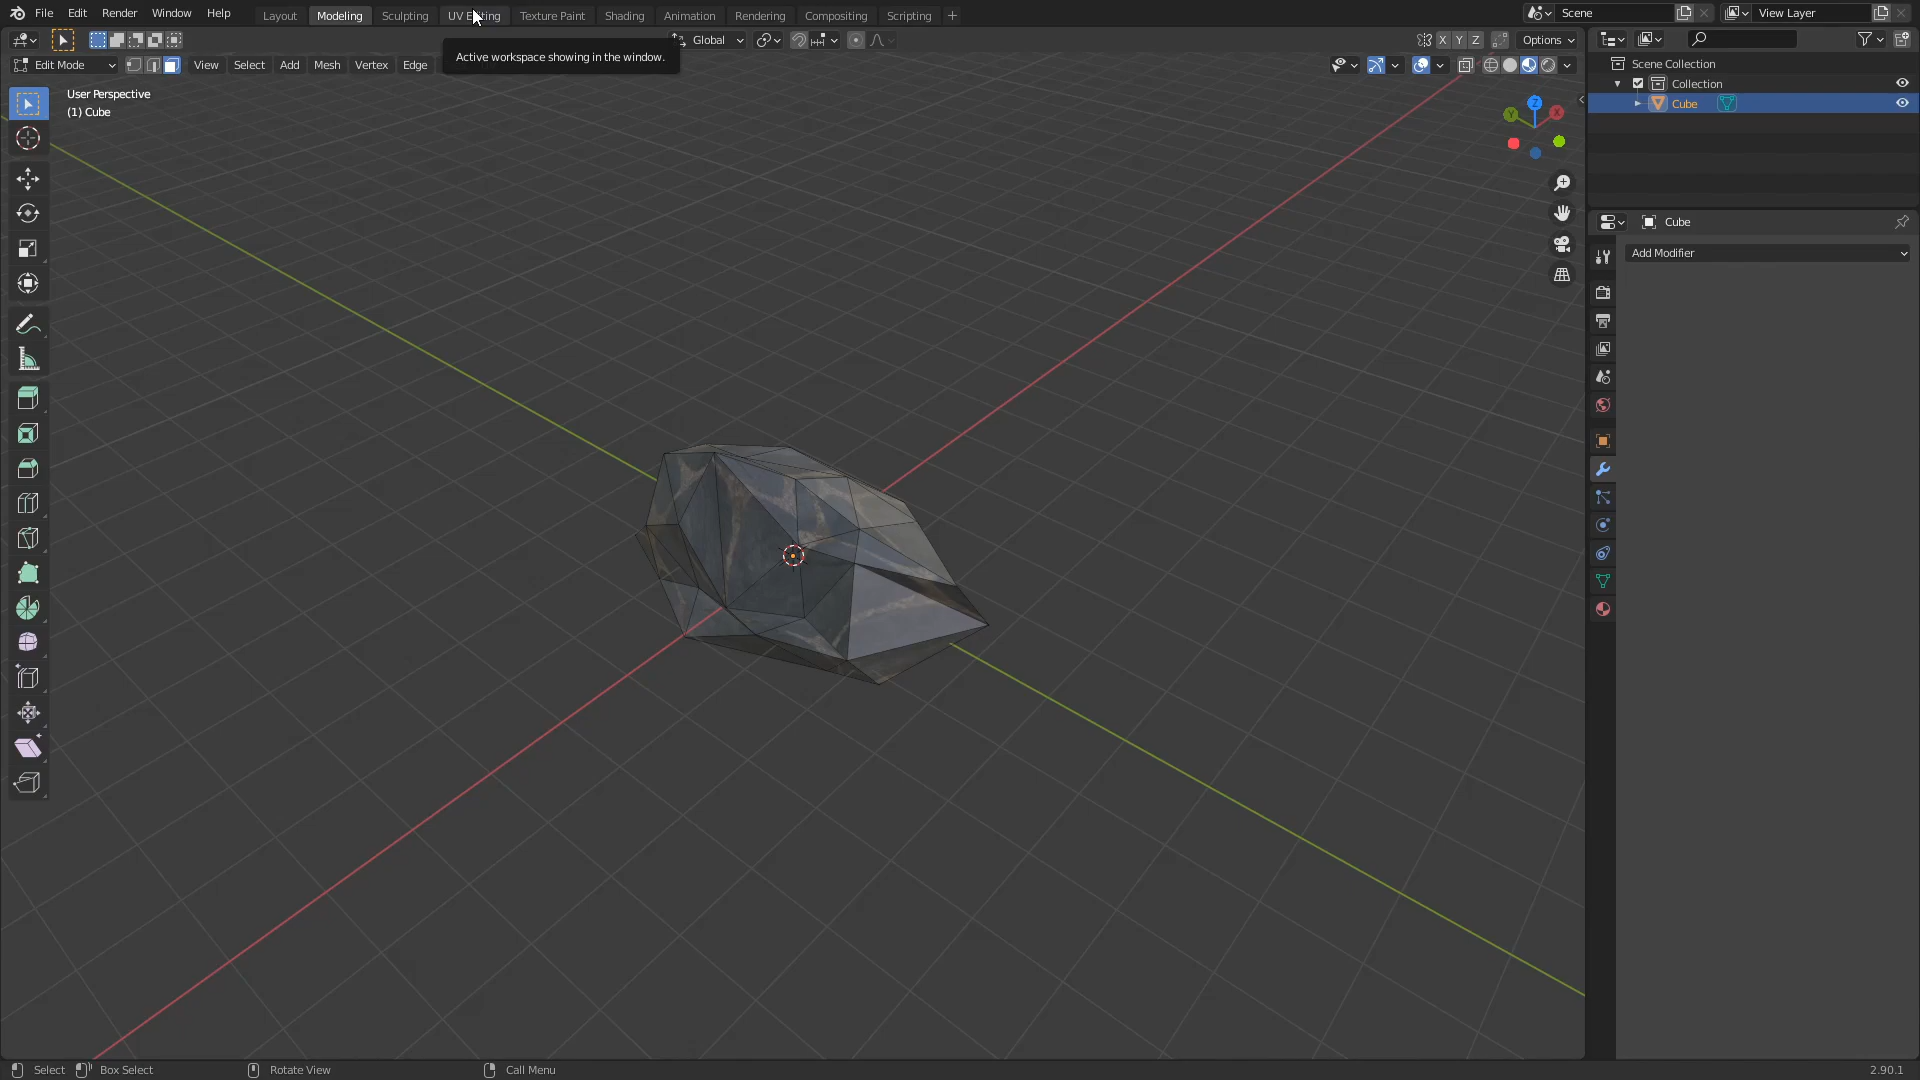 File Edit Render Window Help Layout Modeling Sculpting UV Editing Texture Paint Shading Animation Rendering Compositing Scripting Scene View Layer
Global X Y Z Options
Active workspace showing in the window.
Edit Mode View Select Add Mesh Vertex Edge
Scene Collection
Collection
Cube
User Perspective
(1) Cube
Z
Y X
Cube
Add Modifier
Select Box Select Rotate View Call Menu 2.90.1